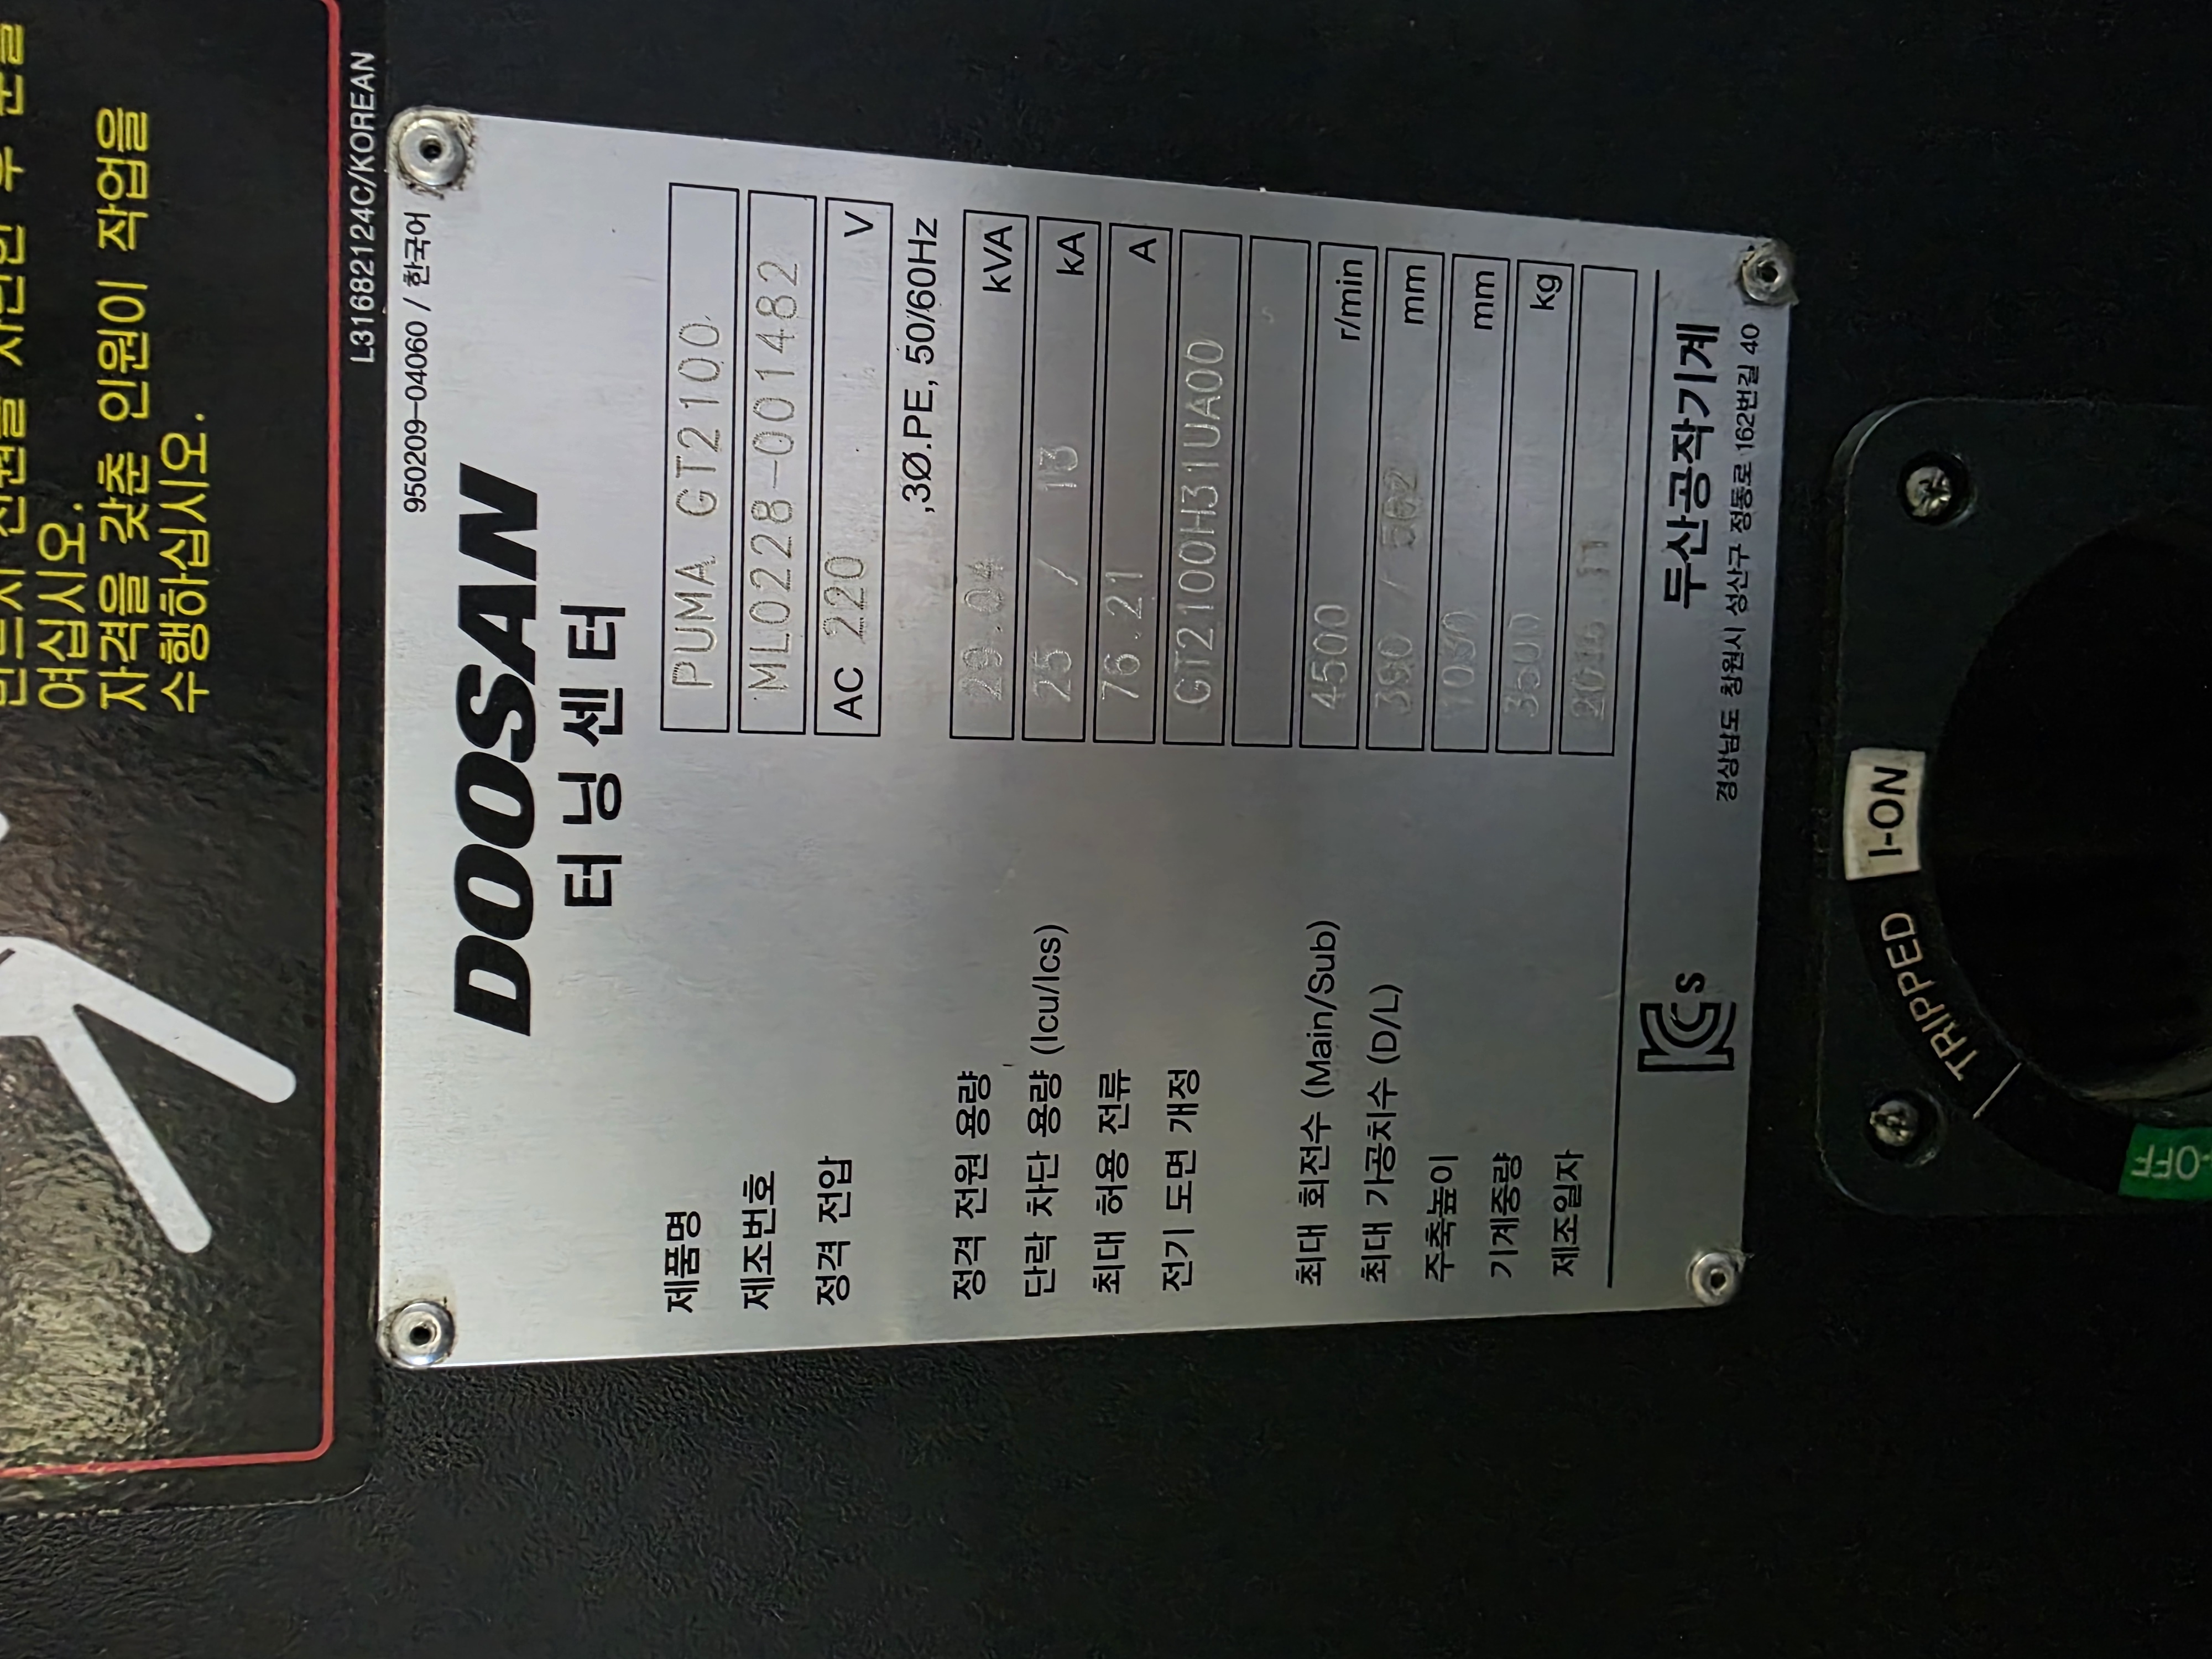 여십시오.
자격을 갖춘 인원이 작업을
수행하십시오.
L31682124C/KOREAN
950209-04060 / 한국어
DOOSAN
터닝센터
제품명 PUMA GT2100
제조번호 ML0228-001482
정격 전압 AC 220 V
,3Ø.PE, 50/60Hz
정격 전원 용량 29.04 kVA
단락 차단 용량 (Icu/Ics) 25 / 13 kA
최대 허용 전류 76.21 A
전기 도면 개정 GT2100H31UA00
최대 회전수 (Main/Sub) 4500 r/min
최대 가공치수 (D/L) mm
주축높이 mm
기계중량 kg
제조일자
두산공작기계
경상남도 창원시 성산구 정동로 162번길 40
KCs
I-ON
TRIPPED
OFF